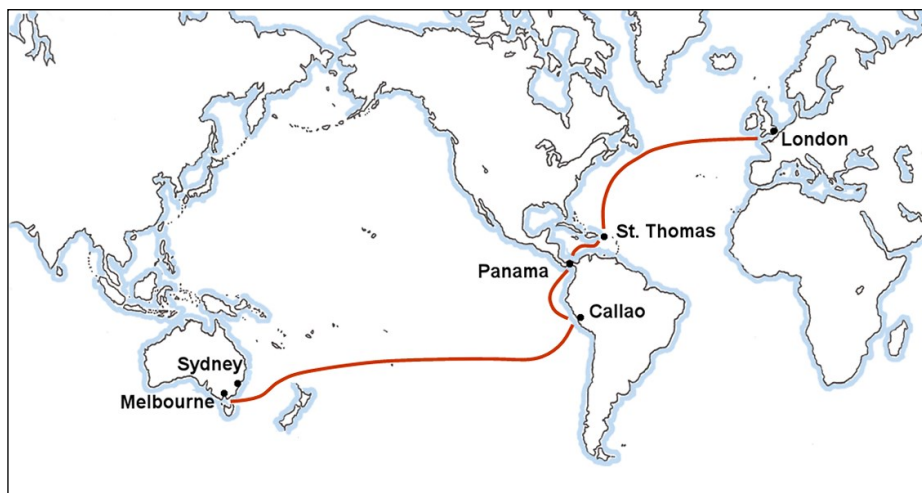 London
St. Thomas
Panama
Callao
Sydney
Melbourne